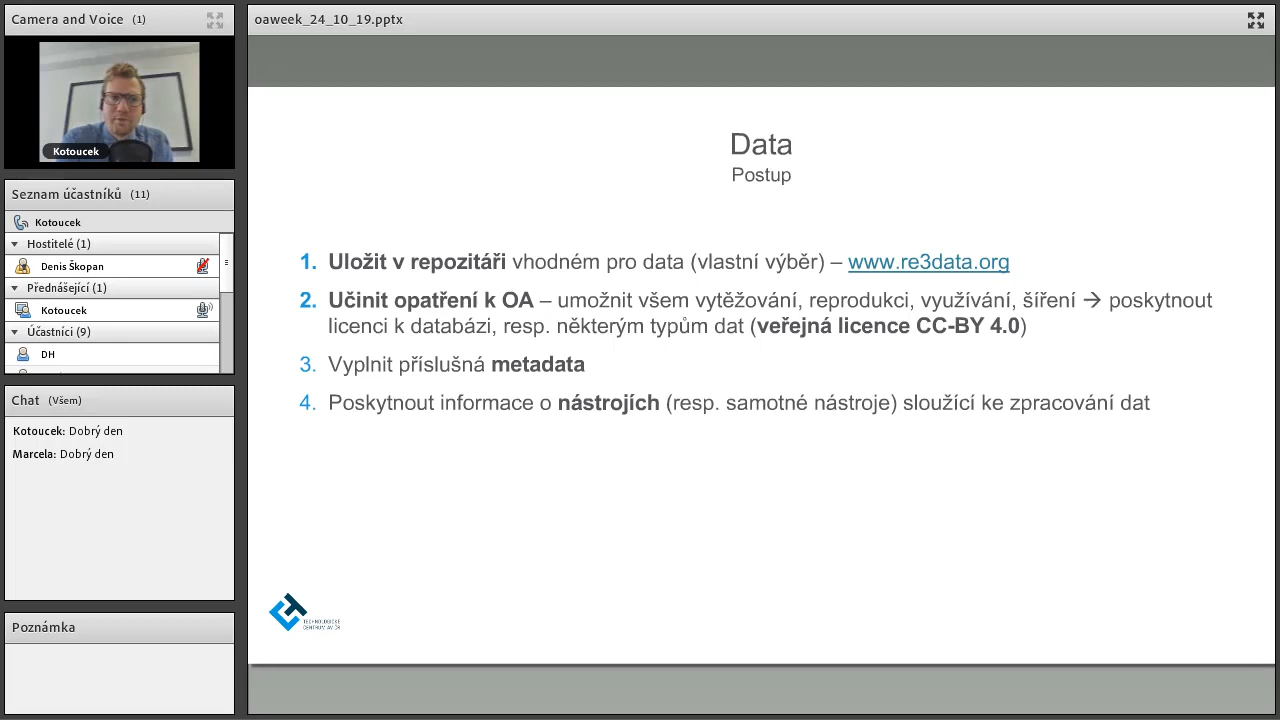 Camera and Voice (1)
Kotoucek
Seznam účastníků (11)
Kotoucek
Hostitelé (1)
Denis Škopan
Přednášející (1)
Kotoucek
Účastníci (9)
DH
Chat (Všem)
Kotoucek: Dobrý den
Marcela: Dobrý den
Poznámka
oaweek_24_10_19.pptx
Data
Postup
1. Uložit v repozitáři vhodném pro data (vlastní výběr) – www.re3data.org
2. Učinit opatření k OA – umožnit všem vytěžování, reprodukci, využívání, šíření → poskytnout
licenci k databázi, resp. některým typům dat (veřejná licence CC-BY 4.0)
3. Vyplnit příslušná metadata
4. Poskytnout informace o nástrojích (resp. samotné nástroje) sloužící ke zpracování dat
TECHNOLOGICKÉ
CENTRUM AV ČR